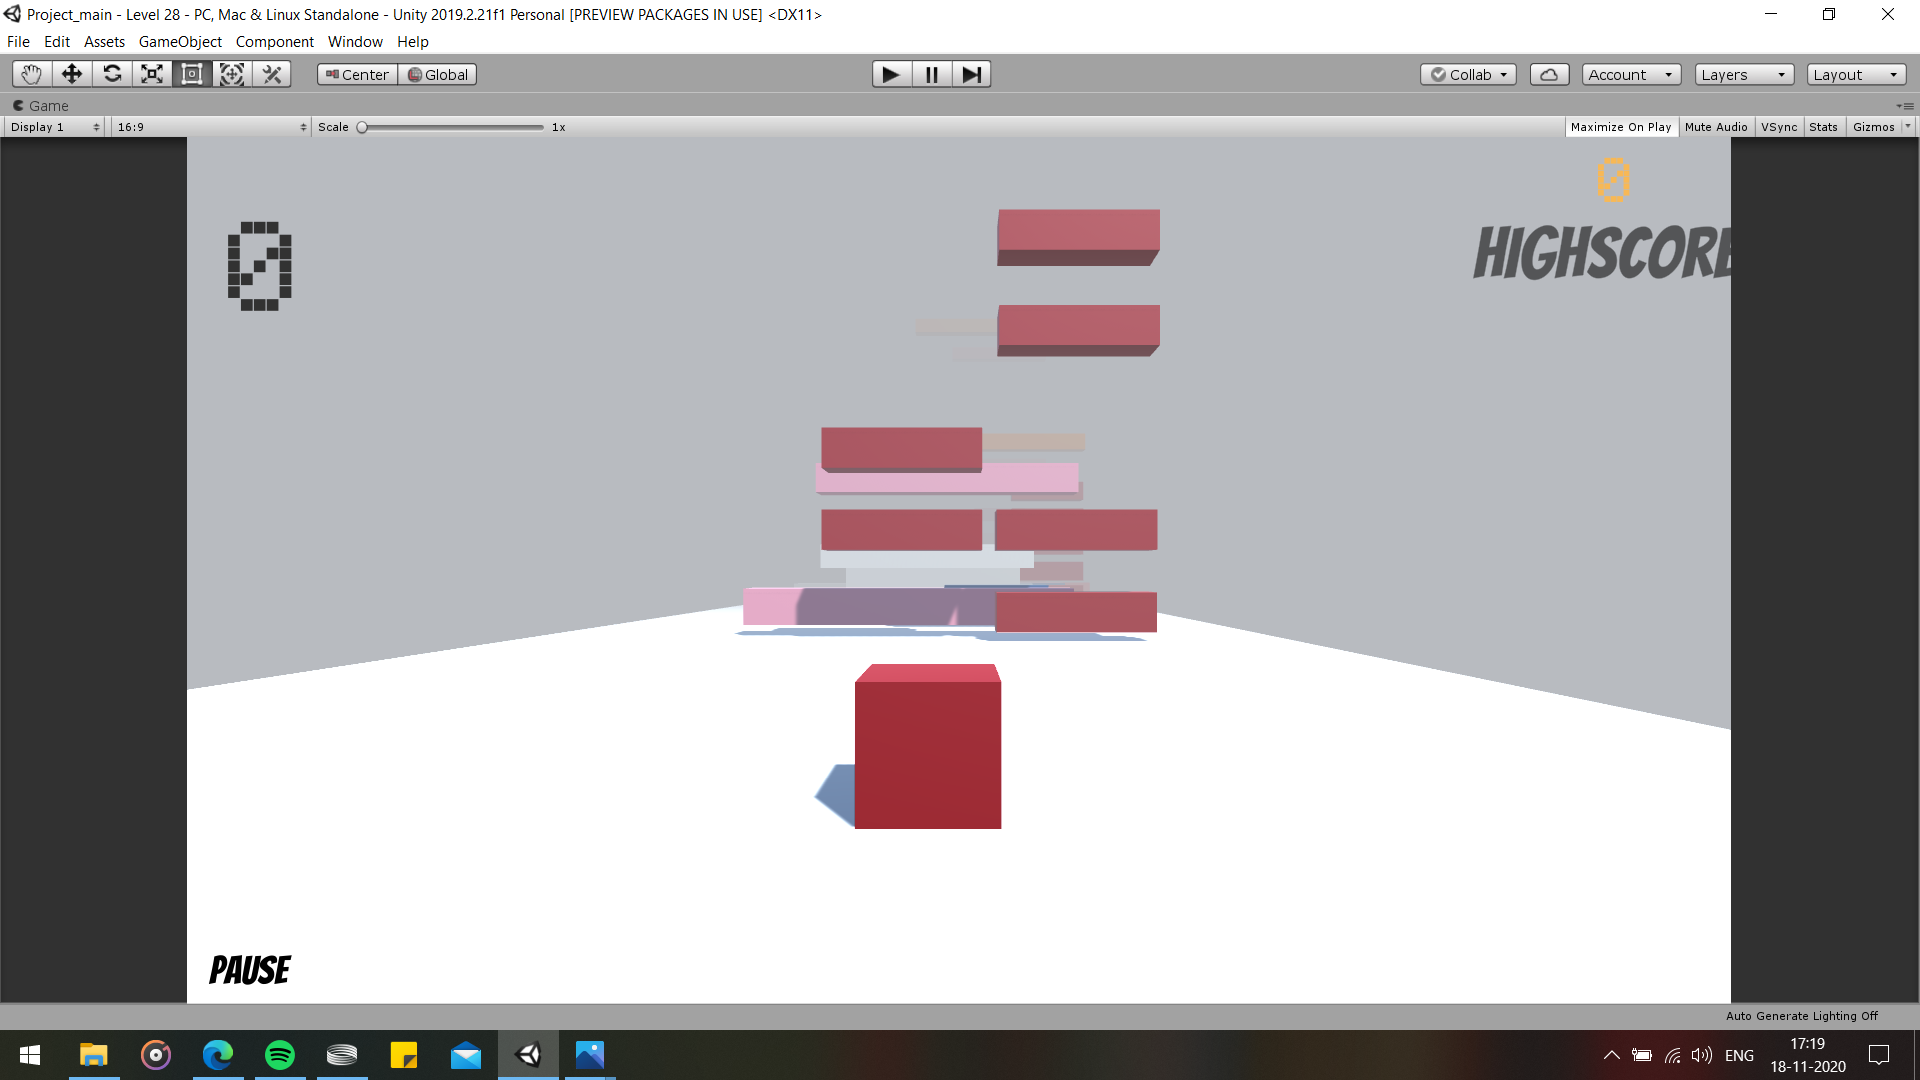 Project_main - Level 28 - PC, Mac & Linux Standalone - Unity 2019.2.21f1 Personal [PREVIEW PACKAGES IN USE] <DX11>
File Edit Assets GameObject Component Window Help
Center Global Collab Account Layers Layout
Game
Display 1 16:9 Scale 1x Maximize On Play Mute Audio VSync Stats Gizmos
0
HIGHSCORE
0
PAUSE
Auto Generate Lighting Off
ENG
17:19
18-11-2020